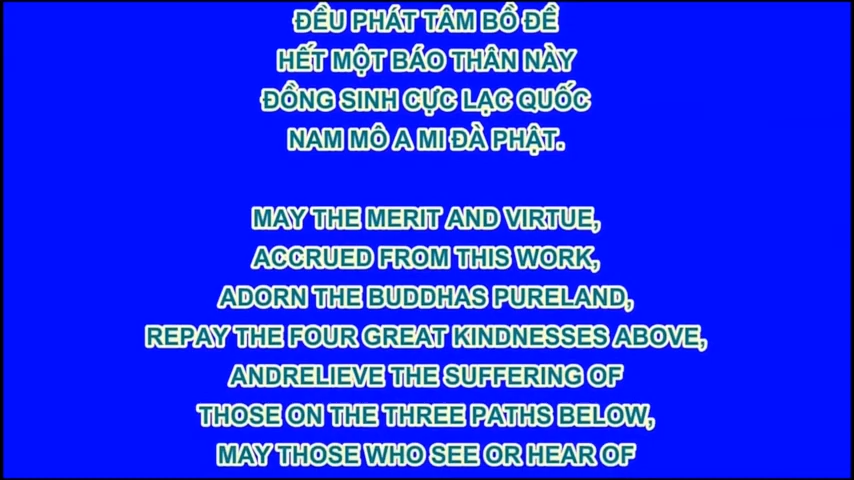 ĐỀU PHÁT TÂM BỒ ĐỀ
HẾT MỘT BÁO THÂN NÀY
ĐỒNG SINH CỰC LẠC QUỐC
NAM MÔ A MI ĐÀ PHẬT.
MAY THE MERIT AND VIRTUE,
ACCRUED FROM THIS WORK,
ADORN THE BUDDHAS PURELAND,
REPAY THE FOUR GREAT KINDNESSES ABOVE,
ANDRELIEVE THE SUFFERING OF
THOSE ON THE THREE PATHS BELOW,
MAY THOSE WHO SEE OR HEAR OF